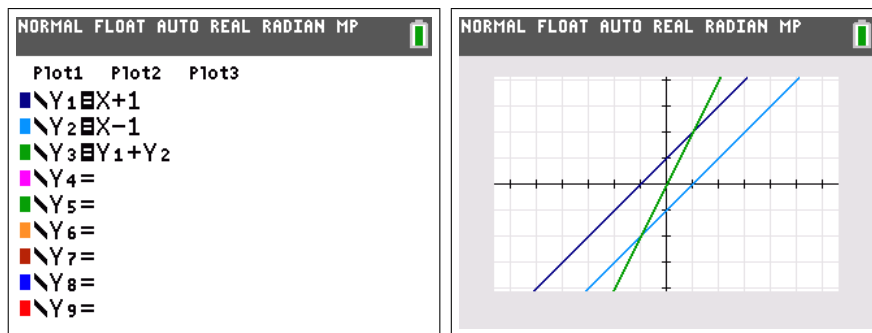 NORMAL FLOAT AUTO REAL RADIAN MP
Plot1 Plot2 Plot3
\Y1=X+1
\Y2=X-1
\Y3=Y1+Y2
\Y4=
\Y5=
\Y6=
\Y7=
\Y8=
\Y9=
NORMAL FLOAT AUTO REAL RADIAN MP